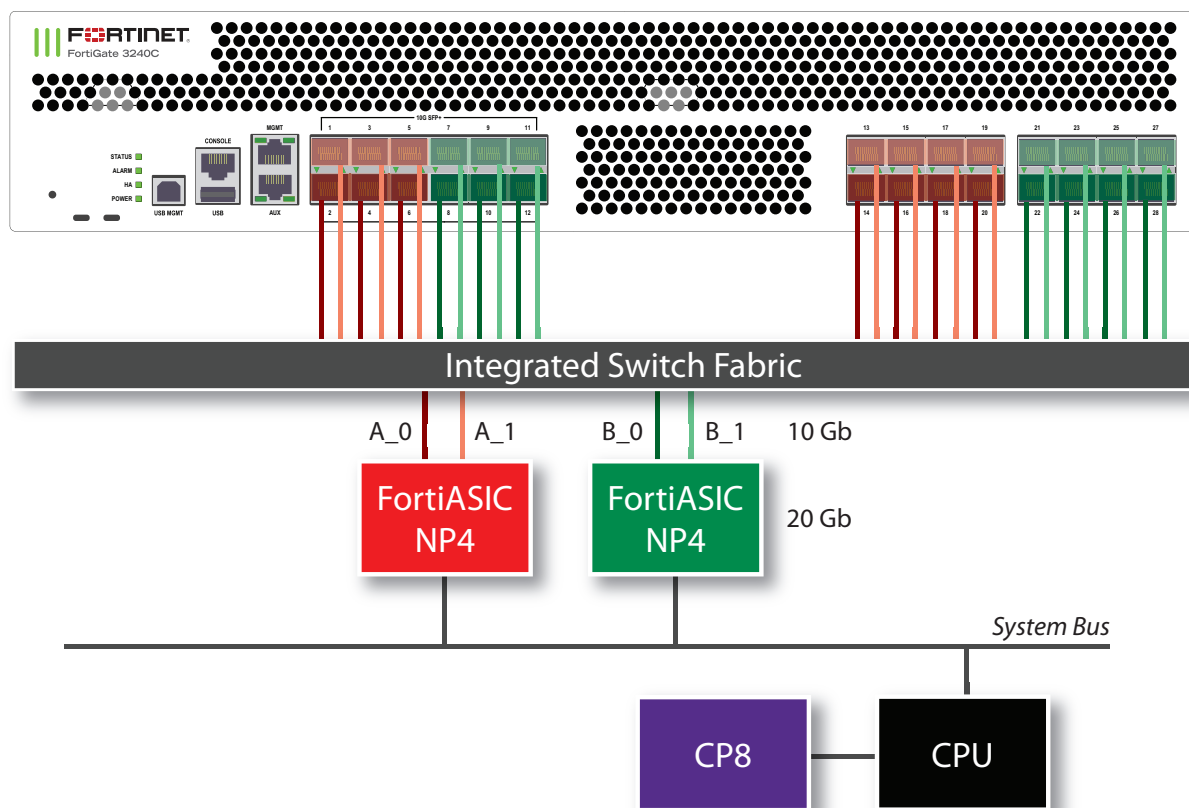 FORTINET
FortiGate 3240C
10G SFP+
1 3 5 7 9 11
13 15 17 19
21 23 25 27
MGMT
CONSOLE
STATUS
ALARM
HA
POWER
USB MGMT
USB
AUX
2 4 6 8 10 12
14 16 18 20
22 24 26 28
Integrated Switch Fabric
A_0 A_1 B_0 B_1 10 Gb
FortiASIC
NP4
FortiASIC
NP4
20 Gb
System Bus
CP8
CPU